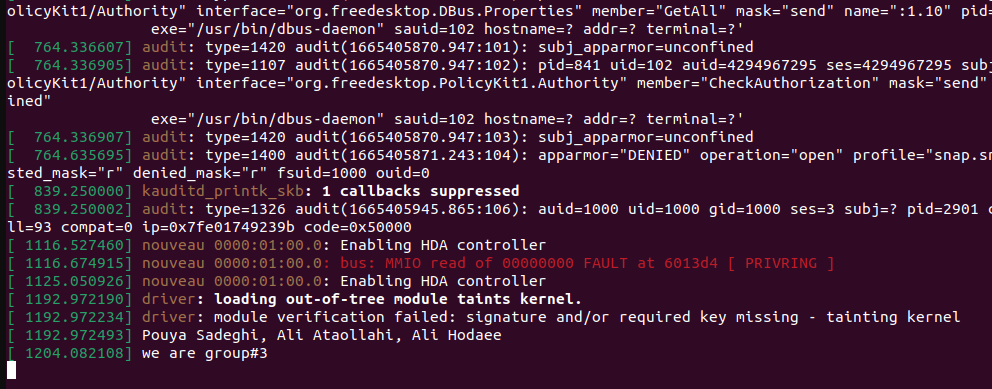 olicyKit1/Authority" interface="org.freedesktop.DBus.Properties" member="GetAll" mask="send" name=":1.10" pid=
exe="/usr/bin/dbus-daemon" sauid=102 hostname=? addr=? terminal=?'
[  764.336607] audit: type=1420 audit(1665405870.947:101): subj_apparmor=unconfined
[  764.336905] audit: type=1107 audit(1665405870.947:102): pid=841 uid=102 auid=4294967295 ses=4294967295 subj
olicyKit1/Authority" interface="org.freedesktop.PolicyKit1.Authority" member="CheckAuthorization" mask="send"
ined"
exe="/usr/bin/dbus-daemon" sauid=102 hostname=? addr=? terminal=?'
[  764.336907] audit: type=1420 audit(1665405870.947:103): subj_apparmor=unconfined
[  764.635695] audit: type=1400 audit(1665405871.243:104): apparmor="DENIED" operation="open" profile="snap.sn
sted_mask="r" denied_mask="r" fsuid=1000 ouid=0
[  839.250000] kauditd_printk_skb: 1 callbacks suppressed
[  839.250002] audit: type=1326 audit(1665405945.865:106): auid=1000 uid=1000 gid=1000 ses=3 subj=? pid=2901 c
ll=93 compat=0 ip=0x7fe01749239b code=0x50000
[ 1116.527460] nouveau 0000:01:00.0: Enabling HDA controller
[ 1116.674915] nouveau 0000:01:00.0: bus: MMIO read of 00000000 FAULT at 6013d4 [ PRIVRING ]
[ 1125.050926] nouveau 0000:01:00.0: Enabling HDA controller
[ 1192.972190] driver: loading out-of-tree module taints kernel.
[ 1192.972234] driver: module verification failed: signature and/or required key missing - tainting kernel
[ 1192.972493] Pouya Sadeghi, Ali Ataollahi, Ali Hodaee
[ 1204.082108] we are group#3